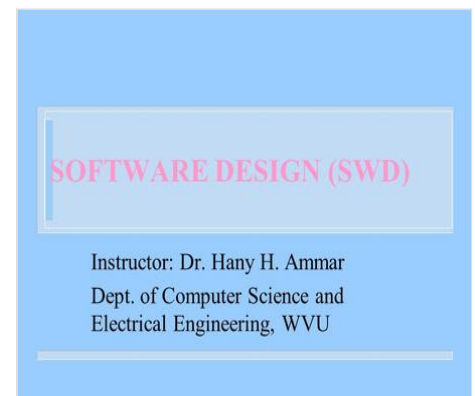 SOFTWARE DESIGN (SWD)
Instructor: Dr. Hany H. Ammar
Dept. of Computer Science and
Electrical Engineering, WVU